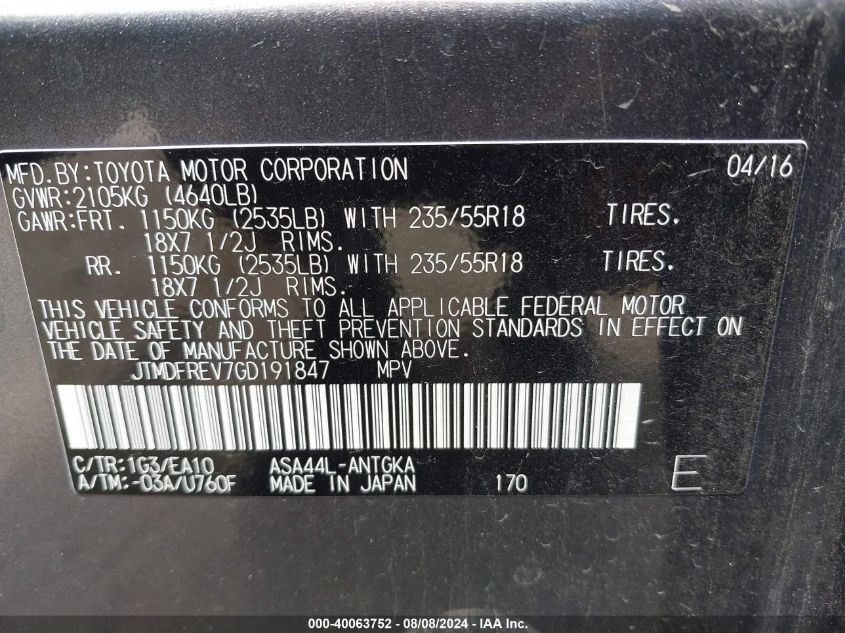 MFD.BY:TOYOTA MOTOR CORPORATION 04/16
GVWR:2105KG (4640LB)
GAWR:FRT. 1150KG (2535LB) WITH 235/55R18 TIRES.
18X7 1/2J RIMS.
RR. 1150KG (2535LB) WITH 235/55R18 TIRES.
18X7 1/2J RIMS.
THIS VEHICLE CONFORMS TO ALL APPLICABLE FEDERAL MOTOR
VEHICLE SAFETY AND THEFT PREVENTION STANDARDS IN EFFECT ON
THE DATE OF MANUFACTURE SHOWN ABOVE.
JTMDFREV7GD191847 MPV
C/TR:1G3/EA10 ASA44L-ANTGKA
A/TM:-03A/U760F MADE IN JAPAN 170 E
000-40063752 - 08/08/2024 - IAA Inc.